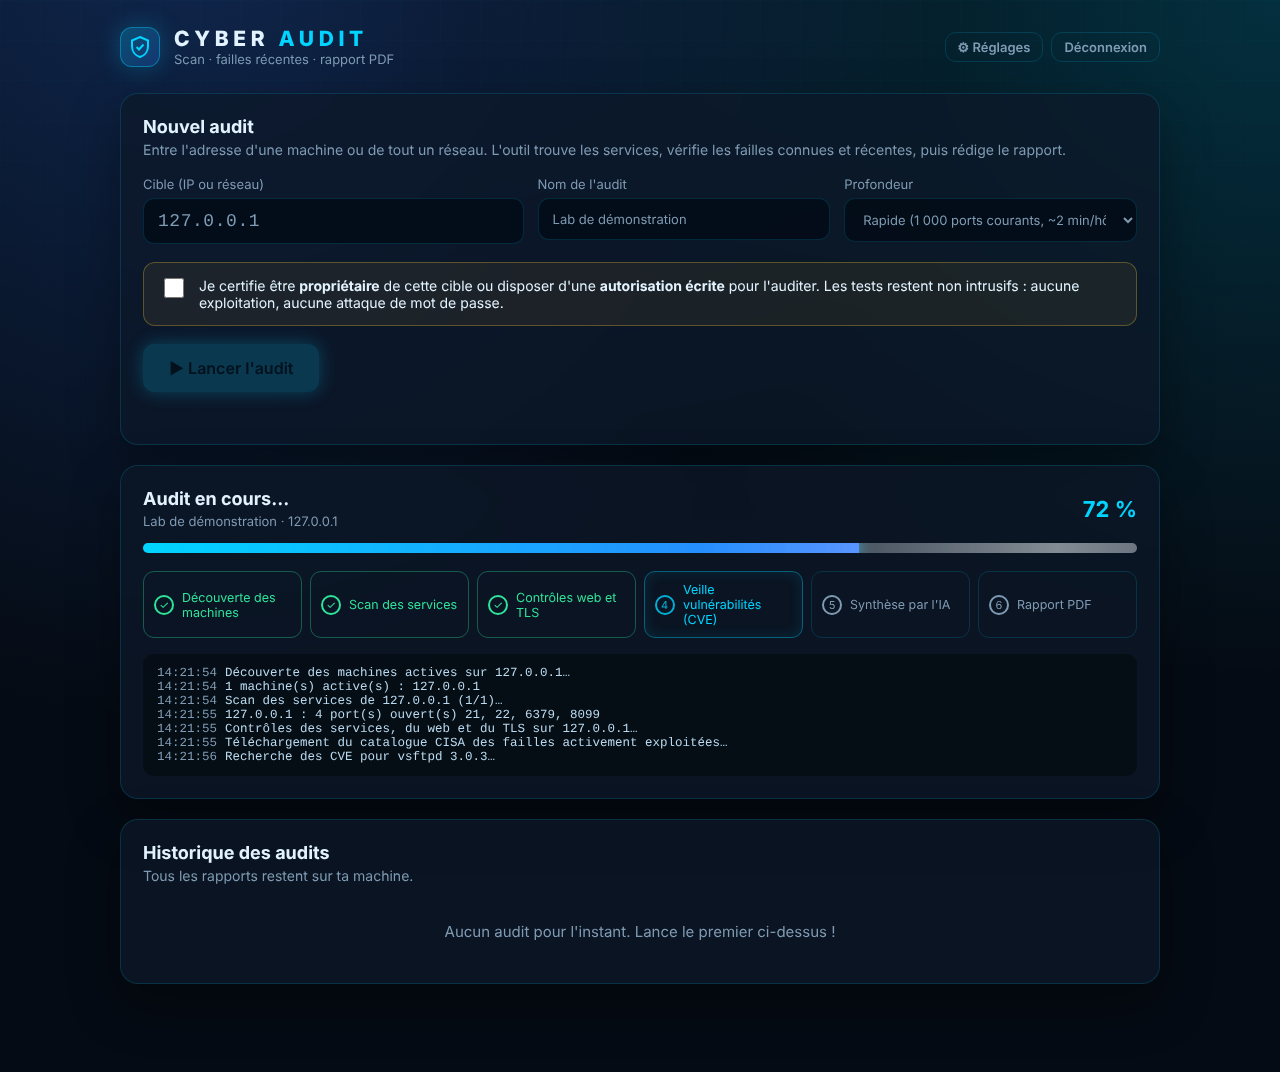 CYBER AUDIT
Scan · failles récentes · rapport PDF
⚙ Réglages
Déconnexion
Nouvel audit
Entre l'adresse d'une machine ou de tout un réseau. L'outil trouve les services, vérifie les failles connues et récentes, puis rédige le rapport.
Cible (IP ou réseau)
Nom de l'audit
Profondeur
127.0.0.1
Lab de démonstration
Rapide (1 000 ports courants, ~2 min/hô
Je certifie être propriétaire de cette cible ou disposer d'une autorisation écrite pour l'auditer. Les tests restent non intrusifs : aucune
exploitation, aucune attaque de mot de passe.
▶ Lancer l'audit
Audit en cours…
Lab de démonstration · 127.0.0.1
72 %
Découverte des
machines
Scan des services
Contrôles web et
TLS
4
Veille
vulnérabilités
(CVE)
5 Synthèse par l'IA
6 Rapport PDF
14:21:54 Découverte des machines actives sur 127.0.0.1…
14:21:54 1 machine(s) active(s) : 127.0.0.1
14:21:54 Scan des services de 127.0.0.1 (1/1)…
14:21:55 127.0.0.1 : 4 port(s) ouvert(s) 21, 22, 6379, 8099
14:21:55 Contrôles des services, du web et du TLS sur 127.0.0.1…
14:21:55 Téléchargement du catalogue CISA des failles activement exploitées…
14:21:56 Recherche des CVE pour vsftpd 3.0.3…
Historique des audits
Tous les rapports restent sur ta machine.
Aucun audit pour l'instant. Lance le premier ci-dessus !